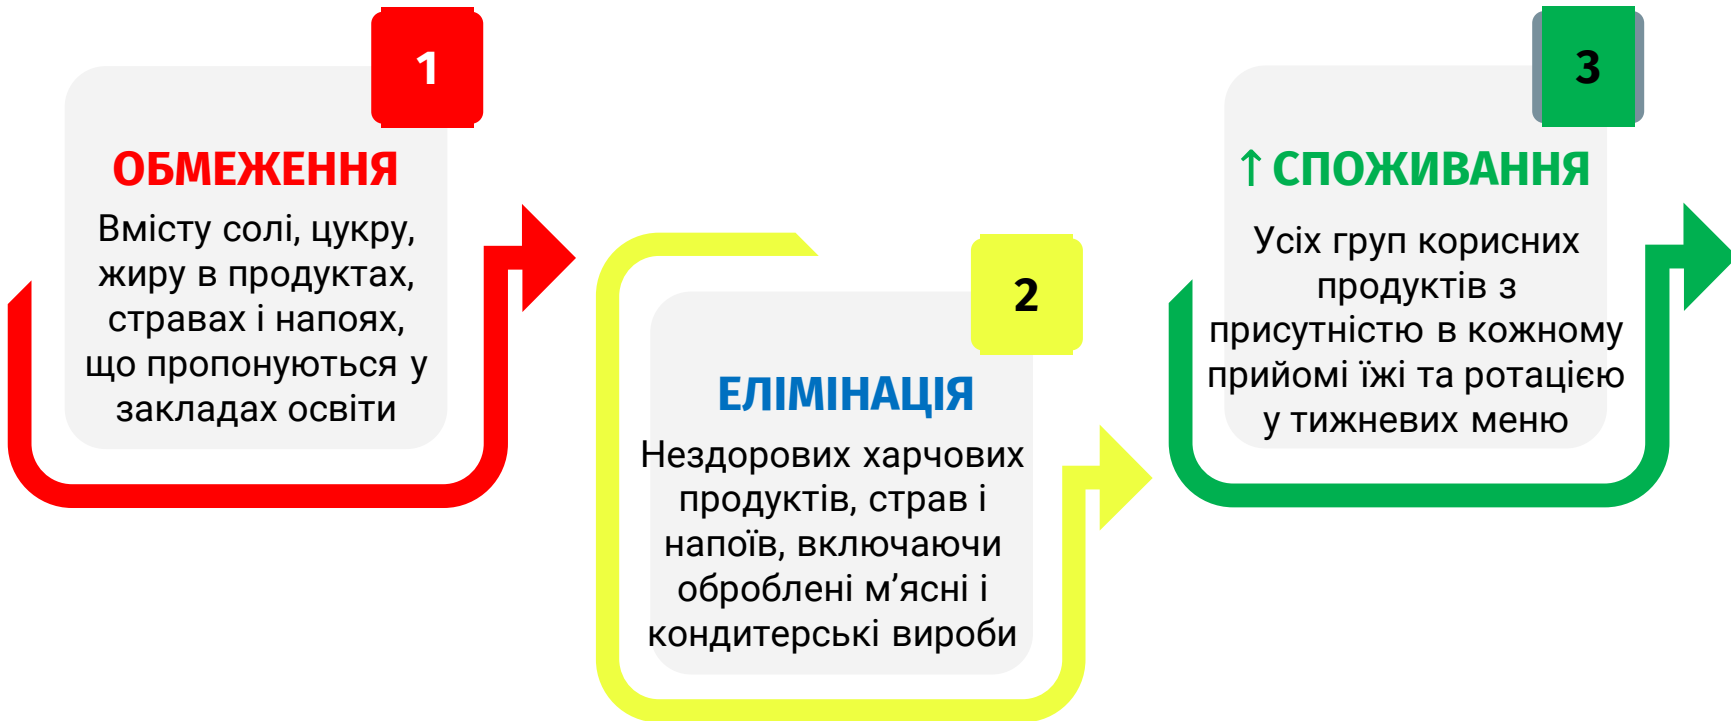 1
ОБМЕЖЕННЯ
Вмісту солі, цукру,
жиру в продуктах,
стравах і напоях,
що пропонуються у
закладах освіти
2
ЕЛІМІНАЦІЯ
Нездорових харчових
продуктів, страв і
напоїв, включаючи
оброблені м’ясні і
кондитерські вироби
3
↑ СПОЖИВАННЯ
Усіх груп корисних
продуктів з
присутністю в кожному
прийомі їжі та ротацією
у тижневих меню